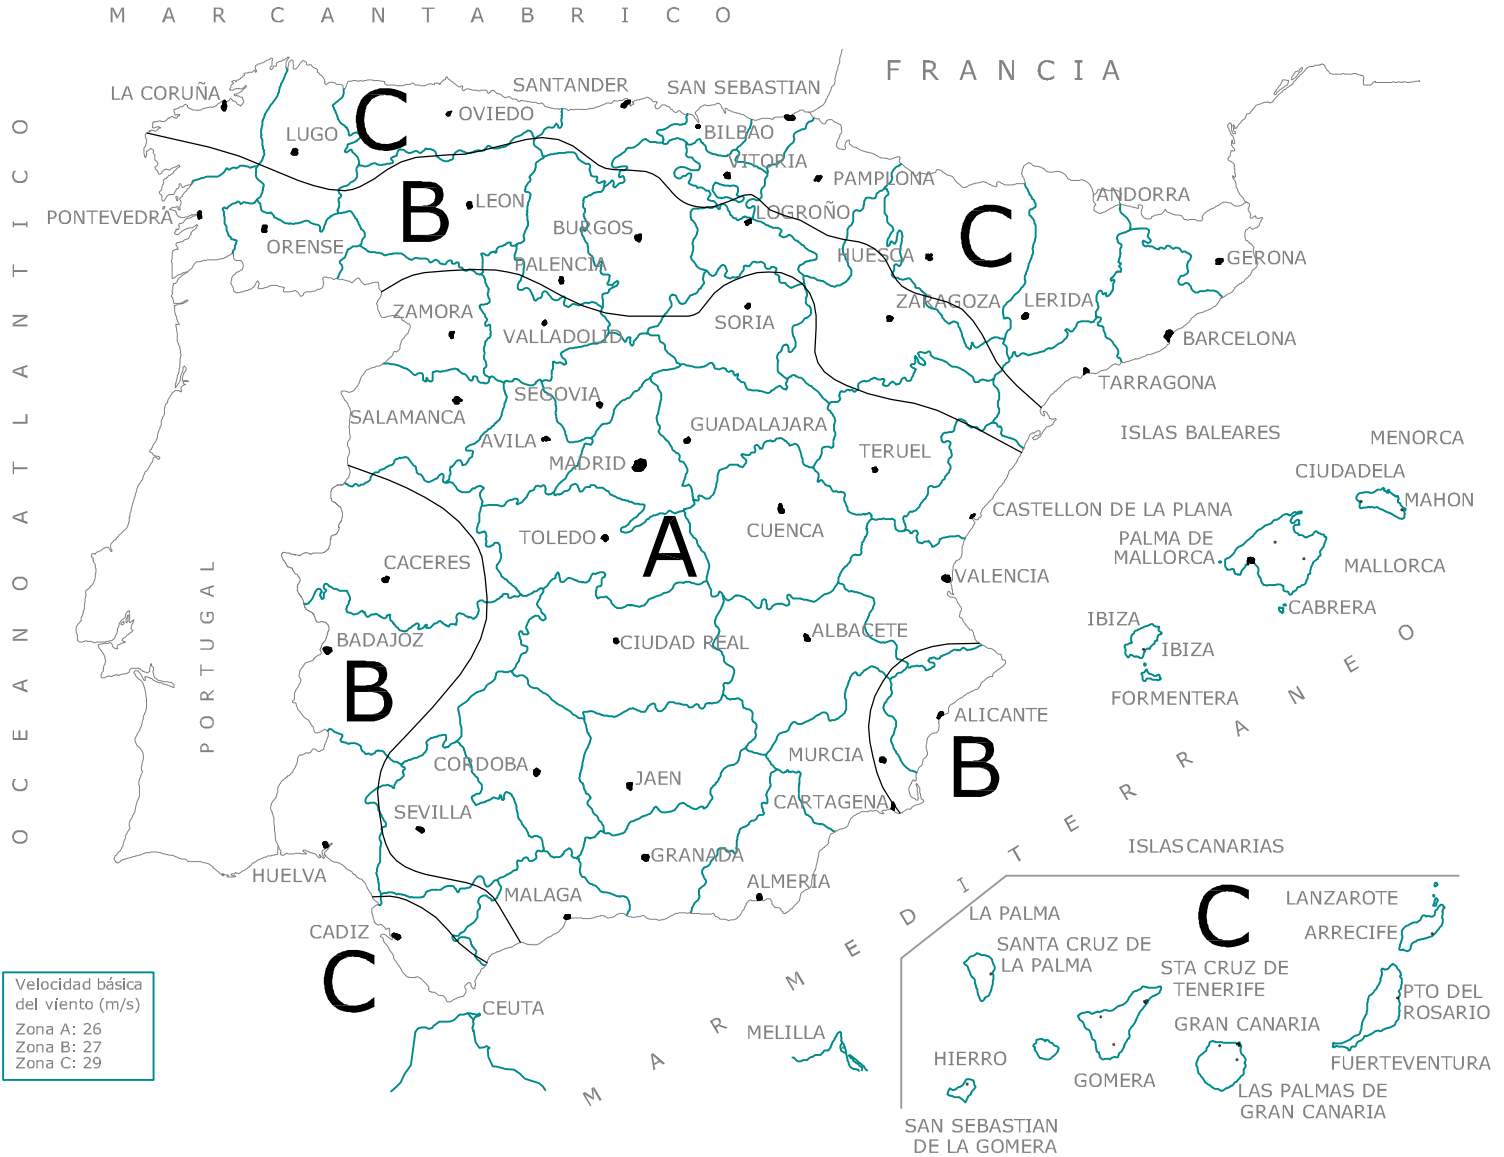 MAR CANTABRICO
FRANCIA
LA CORUÑA
LUGO
C
OVIEDO
SANTANDER
SAN SEBASTIAN
BILBAO
VITORIA
PAMPLONA
ANDORRA
OCEANO ATLANTICO
PONTEVEDRA
ORENSE
B
LEON
BURGOS
PALENCIA
LOGROÑO
HUESCA
C
GERONA
ZAMORA
VALLADOLID
SORIA
ZARAGOZA
LERIDA
BARCELONA
TARRAGONA
SALAMANCA
SEGOVIA
AVILA
GUADALAJARA
MADRID
TERUEL
ISLAS BALEARES
MENORCA
CIUDADELA
MAHON
CASTELLON DE LA PLANA
PALMA DE
MALLORCA
MALLORCA
CABRERA
IBIZA
IBIZA
FORMENTERA
TOLEDO
A
CUENCA
VALENCIA
CACERES
PORTUGAL
BADAJOZ
B
CIUDAD REAL
ALBACETE
ALICANTE
MURCIA
B
CARTAGENA
CORDOBA
JAEN
SEVILLA
HUELVA
GRANADA
ALMERIA
MALAGA
CADIZ
C
CEUTA
MELILLA
MAR MEDITERRANEO
ISLAS CANARIAS
C
LANZAROTE
ARRECIFE
LA PALMA
SANTA CRUZ DE
LA PALMA
STA CRUZ DE
TENERIFE
GRAN CANARIA
PTO DEL
ROSARIO
FUERTEVENTURA
HIERRO
GOMERA
LAS PALMAS DE
GRAN CANARIA
SAN SEBASTIAN
DE LA GOMERA
Velocidad básica
del viento (m/s)
Zona A: 26
Zona B: 27
Zona C: 29